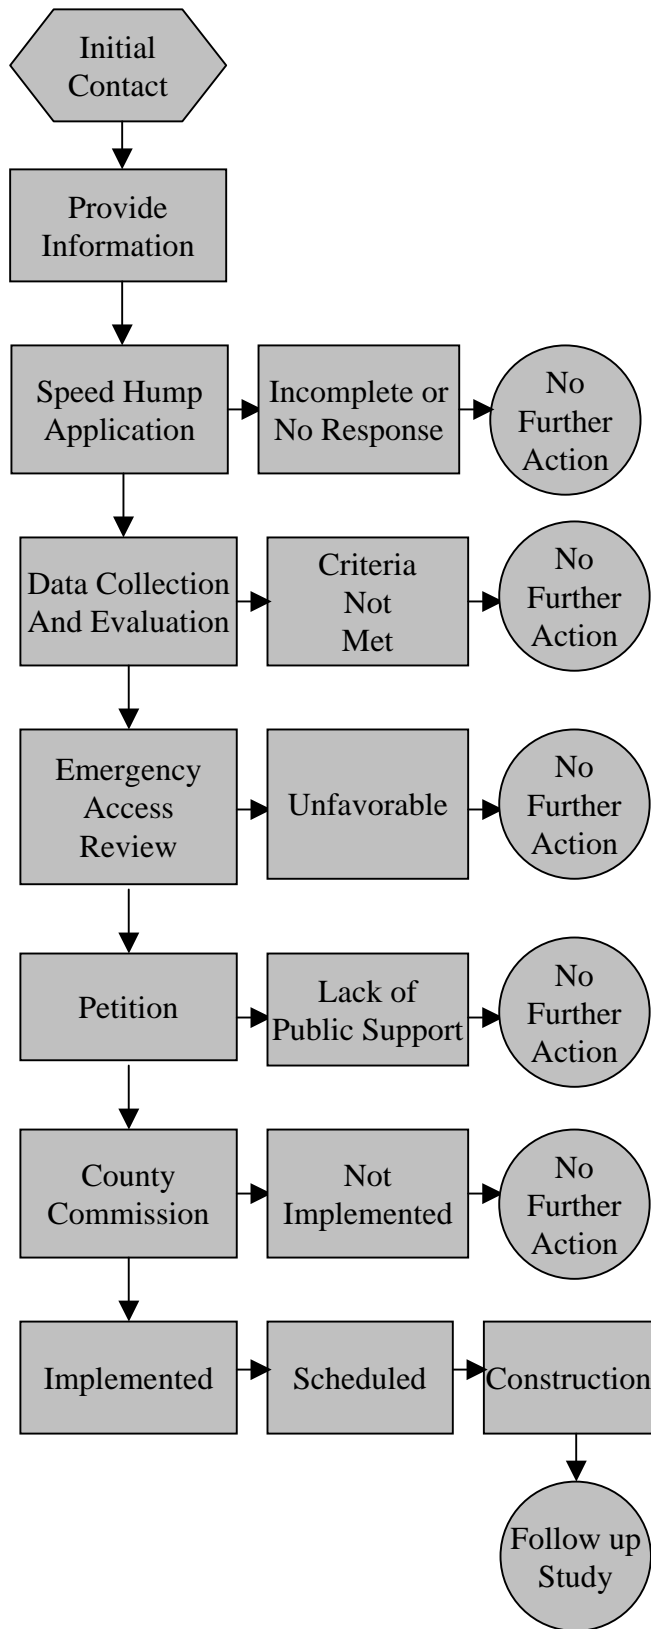 Initial
Contact
Provide
Information
Speed Hump
Application
Incomplete or
No Response
No
Further
Action
Data Collection
And Evaluation
Criteria
Not
Met
No
Further
Action
Emergency
Access
Review
Unfavorable
No
Further
Action
Petition
Lack of
Public Support
No
Further
Action
County
Commission
Not
Implemented
No
Further
Action
Implemented
Scheduled
Construction
Follow up
Study